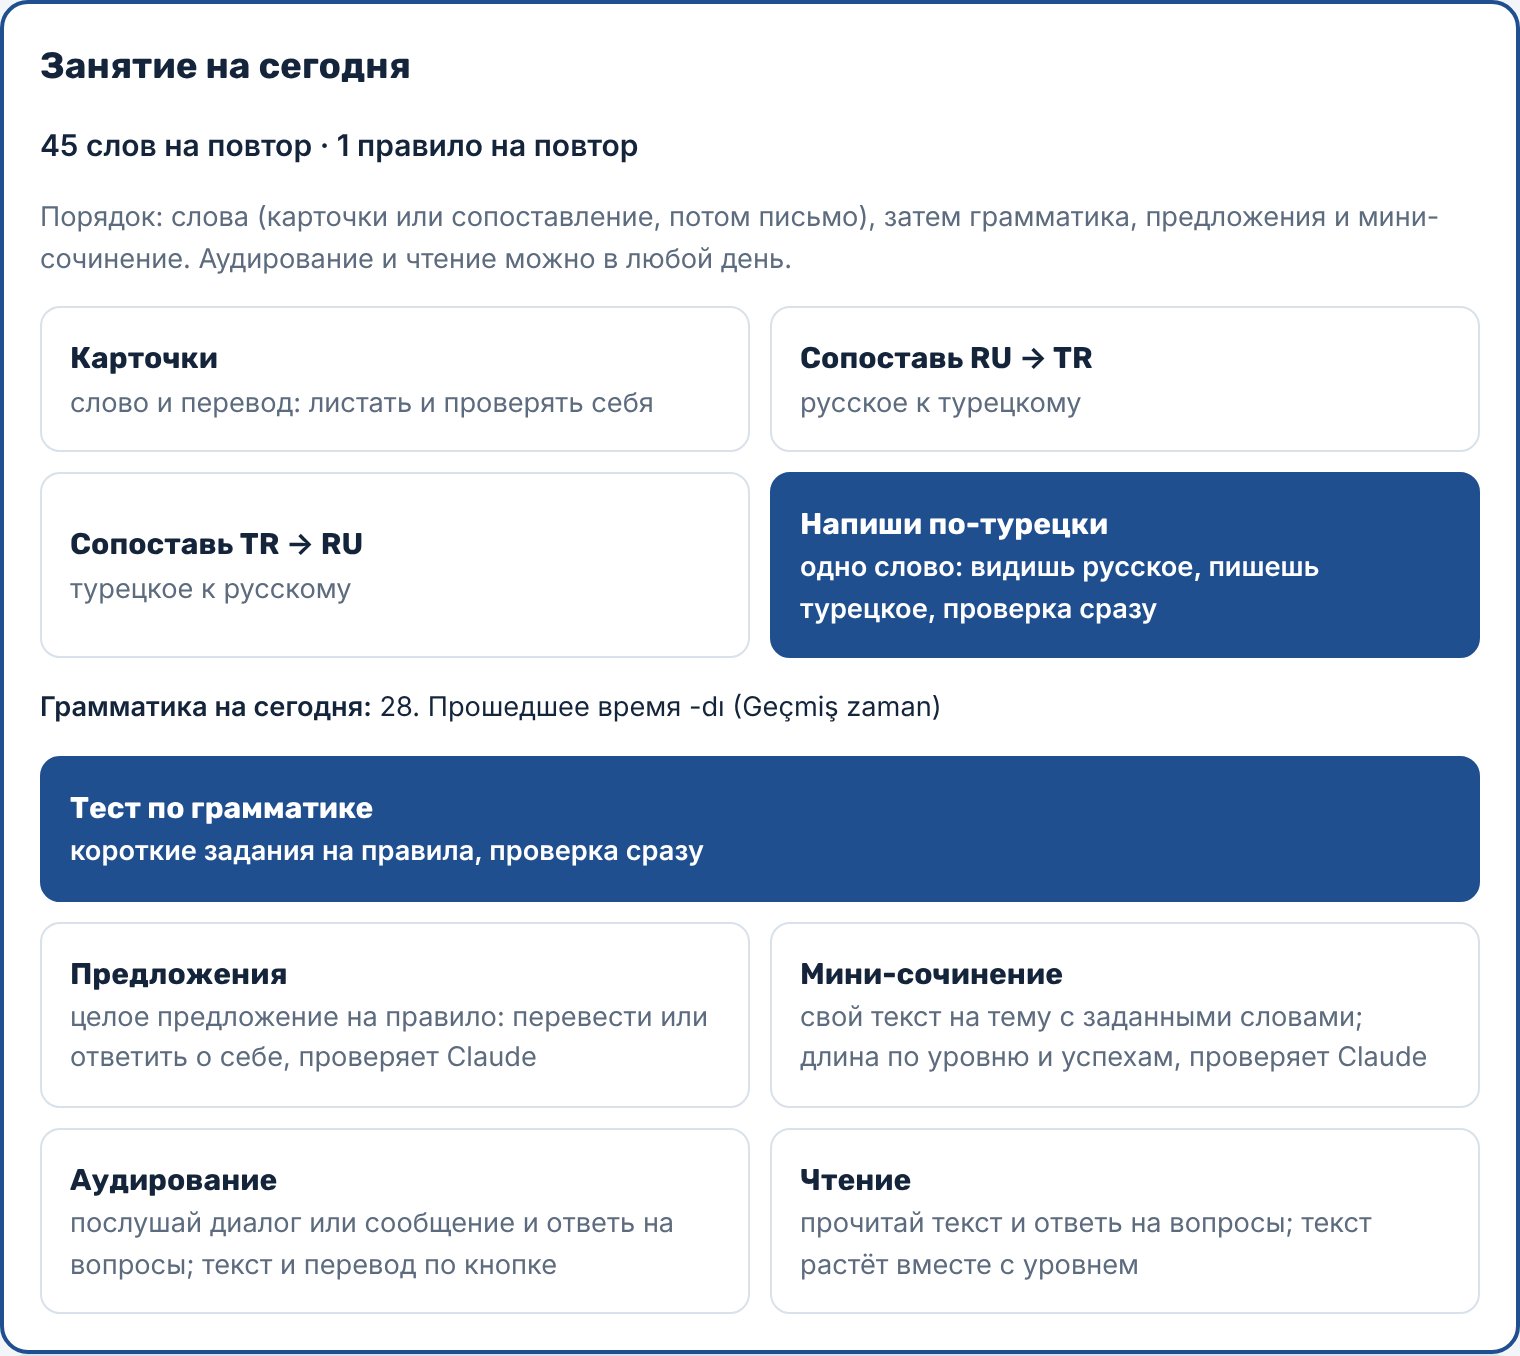 Занятие на сегодня
45 слов на повтор · 1 правило на повтор
Порядок: слова (карточки или сопоставление, потом письмо), затем грамматика, предложения и мини-
сочинение. Аудирование и чтение можно в любой день.
Карточки
слово и перевод: листать и проверять себя
Сопоставь RU → TR
русское к турецкому
Сопоставь TR → RU
турецкое к русскому
Напиши по-турецки
одно слово: видишь русское, пишешь
турецкое, проверка сразу
Грамматика на сегодня: 28. Прошедшее время -dı (Geçmiş zaman)
Тест по грамматике
короткие задания на правила, проверка сразу
Предложения
целое предложение на правило: перевести или
ответить о себе, проверяет Claude
Мини-сочинение
свой текст на тему с заданными словами;
длина по уровню и успехам, проверяет Claude
Аудирование
послушай диалог или сообщение и ответь на
вопросы; текст и перевод по кнопке
Чтение
прочитай текст и ответь на вопросы; текст
растёт вместе с уровнем